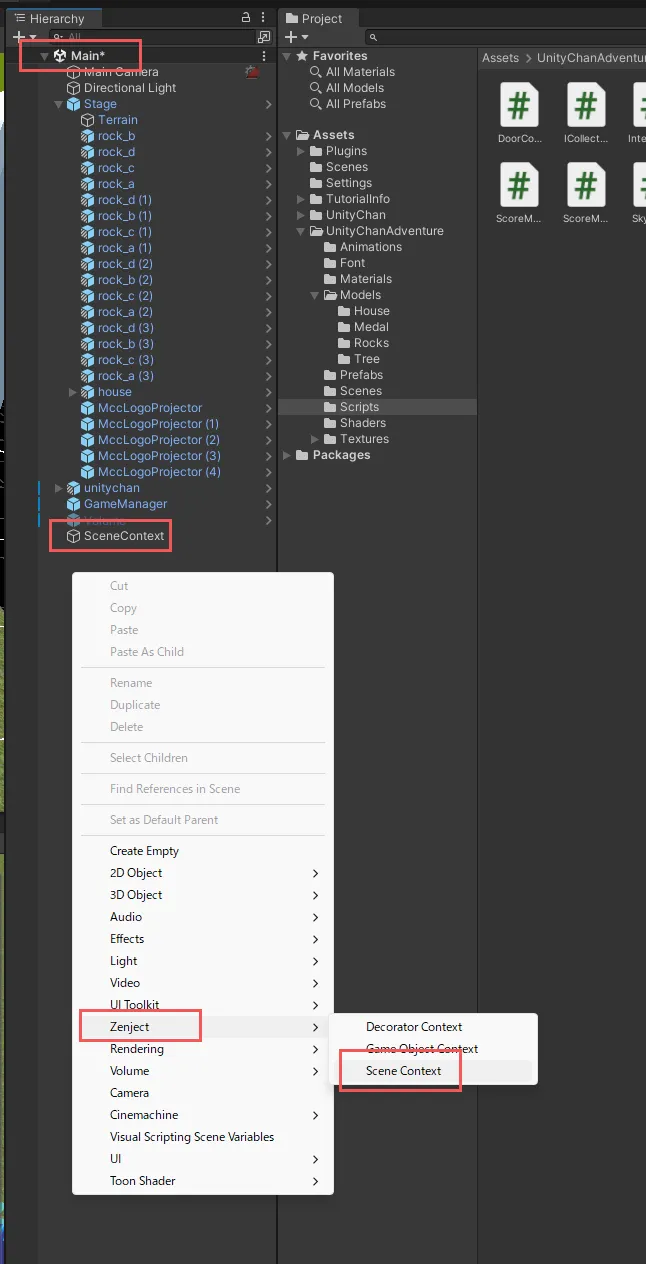 Hierarchy
All
Main*
Main Camera
Directional Light
Stage
Terrain
rock_b
rock_d
rock_c
rock_a
rock_d (1)
rock_b (1)
rock_c (1)
rock_a (1)
rock_d (2)
rock_b (2)
rock_c (2)
rock_a (2)
rock_d (3)
rock_b (3)
rock_c (3)
rock_a (3)
house
MccLogoProjector
MccLogoProjector (1)
MccLogoProjector (2)
MccLogoProjector (3)
MccLogoProjector (4)
unitychan
GameManager
Volume
SceneContext
Cut
Copy
Paste
Paste As Child
Rename
Duplicate
Delete
Select Children
Find References in Scene
Set as Default Parent
Create Empty
2D Object
3D Object
Audio
Effects
Light
Video
UI Toolkit
Zenject
Rendering
Volume
Camera
Cinemachine
Visual Scripting Scene Variables
UI
Toon Shader
Decorator Context
Game Object Context
Scene Context
Project
Favorites
All Materials
All Models
All Prefabs
Assets
Plugins
Scenes
Settings
TutorialInfo
UnityChan
UnityChanAdventure
Animations
Font
Materials
Models
House
Medal
Rocks
Tree
Prefabs
Scenes
Scripts
Shaders
Textures
Packages
Assets > UnityChanAdventur
DoorCo... ICollect... Inte
ScoreM... ScoreM... Sky